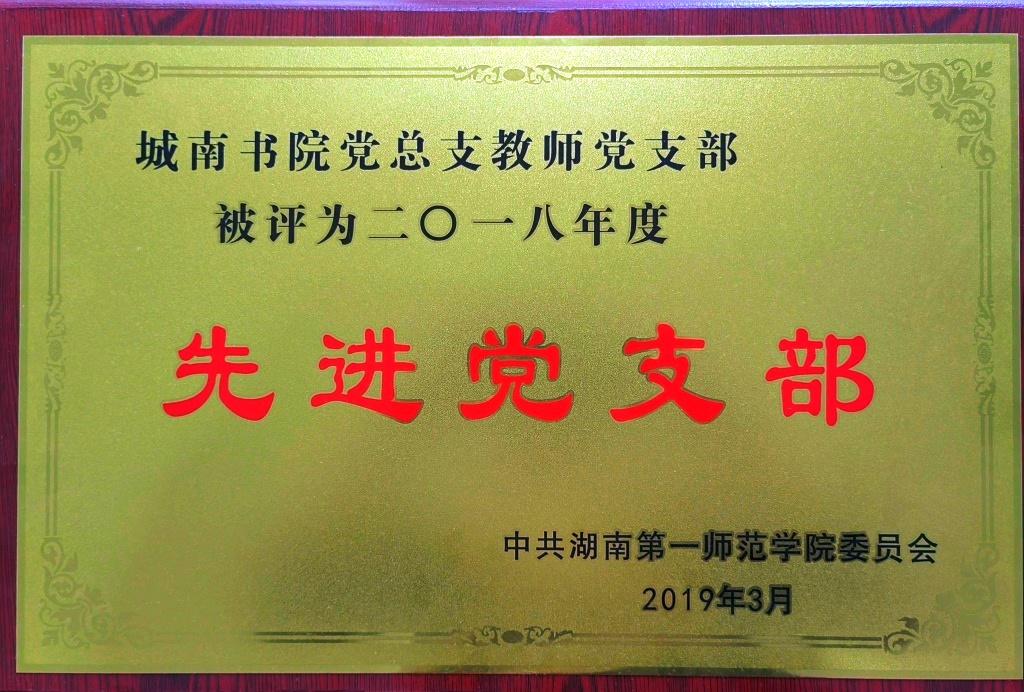 城南书院党总支教师党支部
被评为二〇一八年度
先进党支部
中共湖南第一师范学院委员会
2019年3月